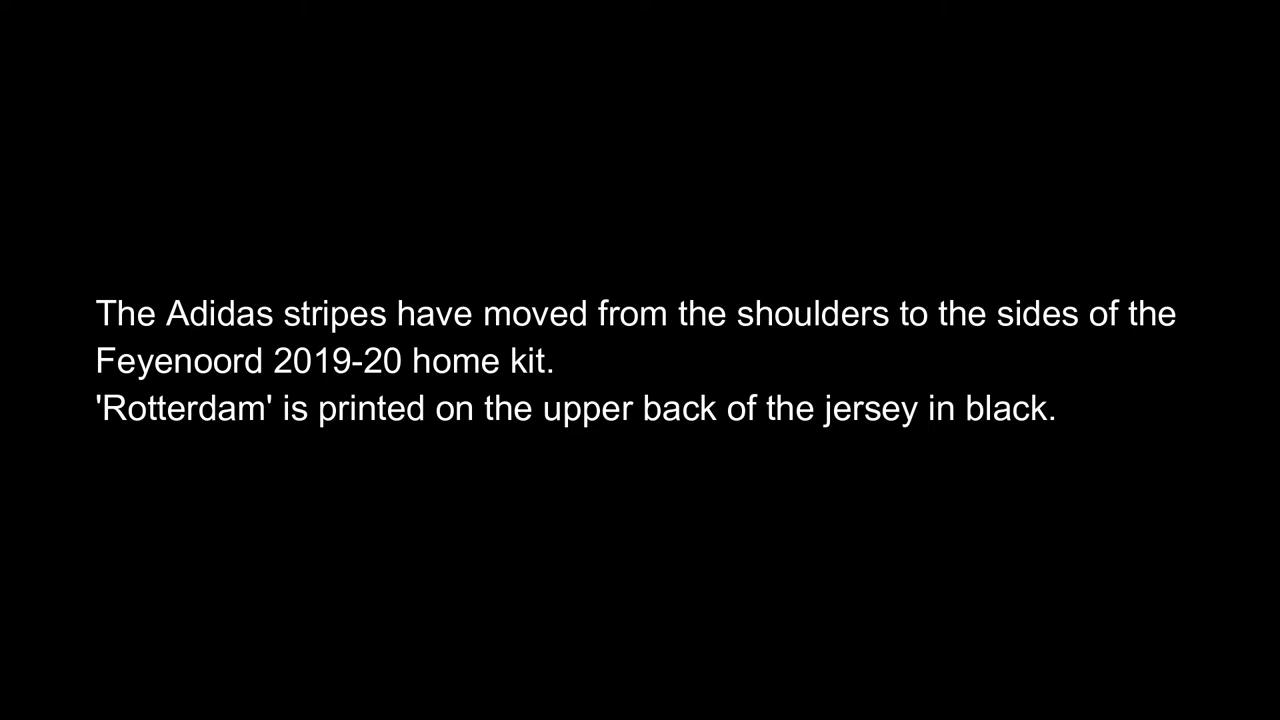 The Adidas stripes have moved from the shoulders to the sides of the
Feyenoord 2019-20 home kit.
'Rotterdam' is printed on the upper back of the jersey in black.